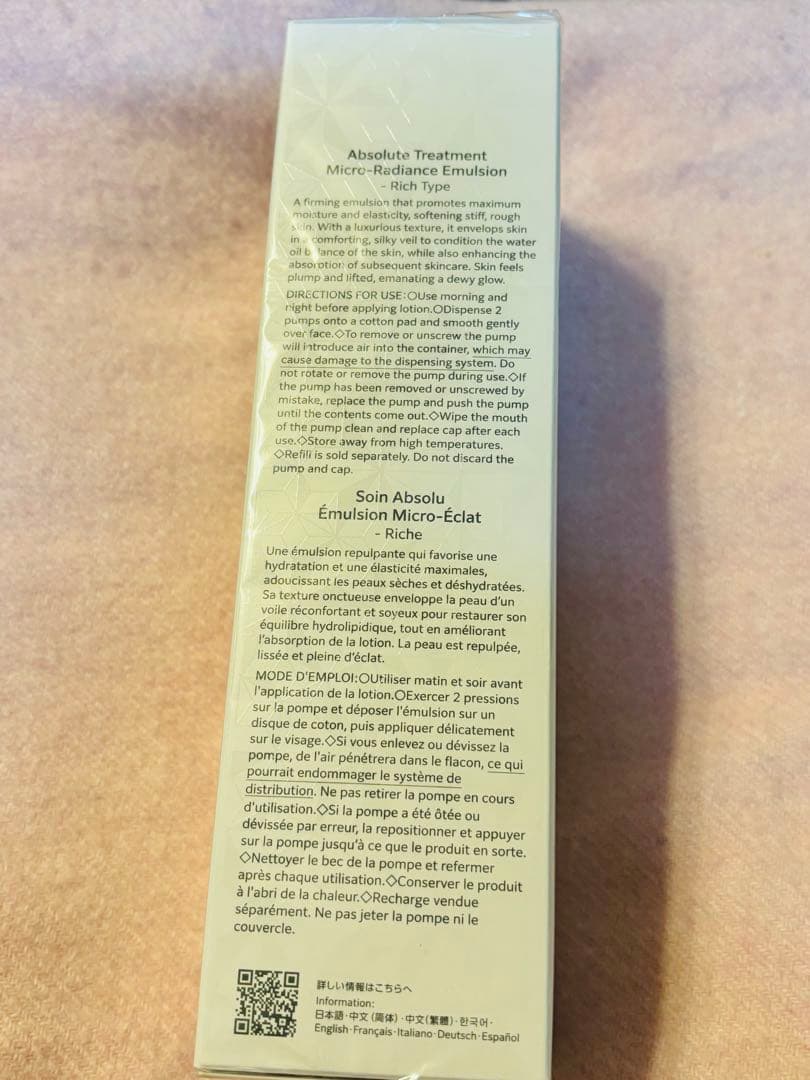 Absolute Treatment
Micro-Radiance Emulsion
- Rich Type
A firming emulsion that promotes maximum
moisture and elasticity, softening stiff, rough
skin. With a luxurious texture, it envelops skin
in a comforting, silky veil to condition the water
oil balance of the skin, while also enhancing the
absorption of subsequent skincare. Skin feels
plump and lifted, emanating a dewy glow.
DIRECTIONS FOR USE:○Use morning and
night before applying lotion.○Dispense 2
pumps onto a cotton pad and smooth gently
over face.◇To remove or unscrew the pump
will introduce air into the container, which may
cause damage to the dispensing system. Do
not rotate or remove the pump during use.◇If
the pump has been removed or unscrewed by
mistake, replace the pump and push the pump
until the contents come out.◇Wipe the mouth
of the pump clean and replace cap after each
use.◇Store away from high temperatures.
◇Refill is sold separately. Do not discard the
pump and cap.
Soin Absolu
Émulsion Micro-Éclat
- Riche
Une émulsion repulpante qui favorise une
hydratation et une élasticité maximales,
adoucissant les peaux sèches et déshydratées.
Sa texture onctueuse enveloppe la peau d'un
voile réconfortant et soyeux pour restaurer son
équilibre hydrolipidique, tout en améliorant
l'absorption de la lotion. La peau est repulpée,
lissée et pleine d'éclat.
MODE D'EMPLOI:○Utiliser matin et soir avant
l'application de la lotion.○Exercer 2 pressions
sur la pompe et déposer l'émulsion sur un
disque de coton, puis appliquer délicatement
sur le visage.◇Si vous enlevez ou dévissez la
pompe, de l'air pénétrera dans le flacon, ce qui
pourrait endommager le système de
distribution. Ne pas retirer la pompe en cours
d'utilisation.◇Si la pompe a été ôtée ou
dévissée par erreur, la repositionner et appuyer
sur la pompe jusqu'à ce que le produit en sorte.
◇Nettoyer le bec de la pompe et refermer
après chaque utilisation.◇Conserver le produit
à l'abri de la chaleur.◇Recharge vendue
séparément. Ne pas jeter la pompe ni le
couvercle.
詳しい情報はこちらへ
Information:
日本語・中文 (简体)・中文(繁體)・한국어・
English・Français・Italiano・Deutsch・Español